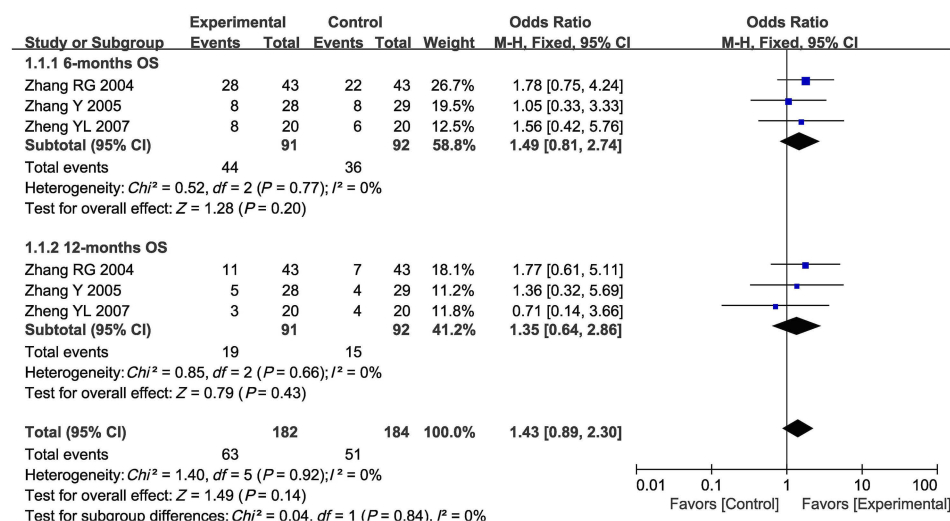 Experimental Control Odds Ratio Odds Ratio
Study or Subgroup Events Total Events Total Weight M-H, Fixed, 95% CI M-H, Fixed, 95% CI
1.1.1 6-months OS
Zhang RG 2004 28 43 22 43 26.7% 1.78 [0.75, 4.24]
Zhang Y 2005 8 28 8 29 19.5% 1.05 [0.33, 3.33]
Zheng YL 2007 8 20 6 20 12.5% 1.56 [0.42, 5.76]
Subtotal (95% CI) 91 92 58.8% 1.49 [0.81, 2.74]
Total events 44 36
Heterogeneity: Chi² = 0.52, df = 2 (P = 0.77); I² = 0%
Test for overall effect: Z = 1.28 (P = 0.20)
1.1.2 12-months OS
Zhang RG 2004 11 43 7 43 18.1% 1.77 [0.61, 5.11]
Zhang Y 2005 5 28 4 29 11.2% 1.36 [0.32, 5.69]
Zheng YL 2007 3 20 4 20 11.8% 0.71 [0.14, 3.66]
Subtotal (95% CI) 91 92 41.2% 1.35 [0.64, 2.86]
Total events 19 15
Heterogeneity: Chi² = 0.85, df = 2 (P = 0.66); I² = 0%
Test for overall effect: Z = 0.79 (P = 0.43)
Total (95% CI) 182 184 100.0% 1.43 [0.89, 2.30]
Total events 63 51
Heterogeneity: Chi² = 1.40, df = 5 (P = 0.92); I² = 0%
Test for overall effect: Z = 1.49 (P = 0.14)
Test for subgroup differences: Chi² = 0.04, df = 1 (P = 0.84), I² = 0%
0.01 0.1 1 10 100
Favors [Control] Favors [Experimental]